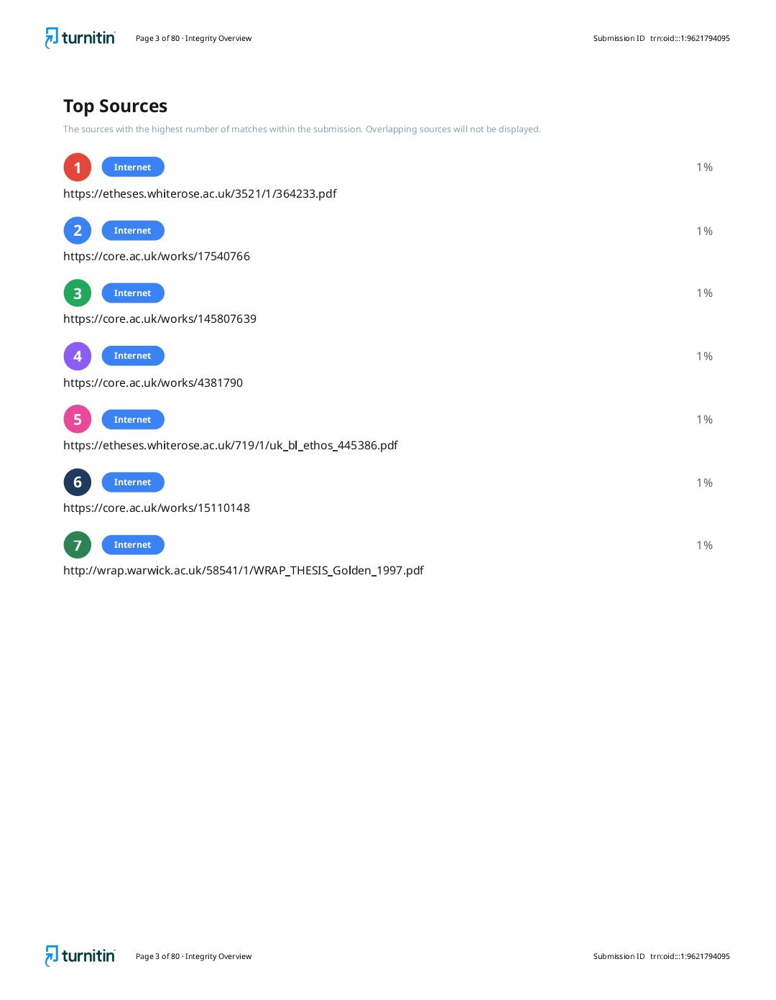 turnitin Page 3 of 80 · Integrity Overview Submission ID trn:oid:::1:9621794095
Top Sources
The sources with the highest number of matches within the submission. Overlapping sources will not be displayed.
1 Internet 1%
https://etheses.whiterose.ac.uk/3521/1/364233.pdf
2 Internet 1%
https://core.ac.uk/works/17540766
3 Internet 1%
https://core.ac.uk/works/145807639
4 Internet 1%
https://core.ac.uk/works/4381790
5 Internet 1%
https://etheses.whiterose.ac.uk/719/1/uk_bl_ethos_445386.pdf
6 Internet 1%
https://core.ac.uk/works/15110148
7 Internet 1%
http://wrap.warwick.ac.uk/58541/1/WRAP_THESIS_Golden_1997.pdf
turnitin Page 3 of 80 · Integrity Overview Submission ID trn:oid:::1:9621794095